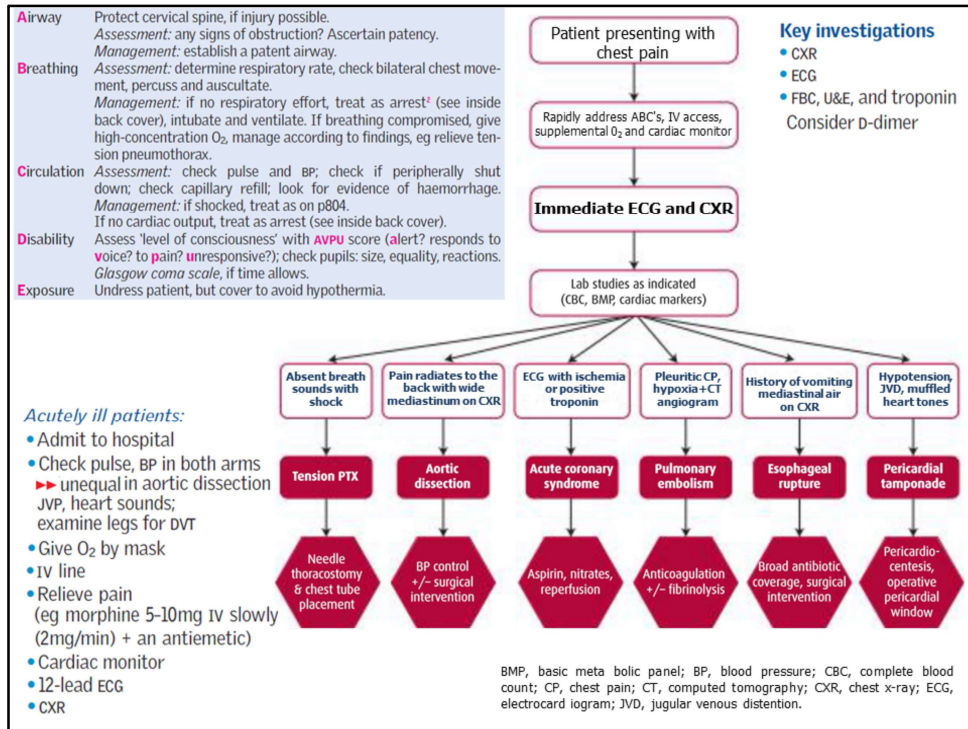 Airway Protect cervical spine, if injury possible.
Assessment: any signs of obstruction? Ascertain patency.
Management: establish a patent airway.
Breathing Assessment: determine respiratory rate, check bilateral chest move-
ment, percuss and auscultate.
Management: if no respiratory effort, treat as arrest² (see inside
back cover), intubate and ventilate. If breathing compromised, give
high-concentration O₂, manage according to findings, eg relieve ten-
sion pneumothorax.
Circulation Assessment: check pulse and BP; check if peripherally shut
down; check capillary refill; look for evidence of haemorrhage.
Management: if shocked, treat as on p804.
If no cardiac output, treat as arrest (see inside back cover).
Disability Assess 'level of consciousness' with AVPU score (alert? responds to
voice? to pain? unresponsive?); check pupils: size, equality, reactions.
Glasgow coma scale, if time allows.
Exposure Undress patient, but cover to avoid hypothermia.
Patient presenting with
chest pain
Rapidly address ABC's, IV access,
supplemental 0₂ and cardiac monitor
Immediate ECG and CXR
Lab studies as indicated
(CBC, BMP, cardiac markers)
Key investigations
• CXR
• ECG
• FBC, U&E, and troponin
Consider D-dimer
Absent breath
sounds with
shock
Pain radiates to the
back with wide
mediastinum on CXR
ECG with ischemia
or positive
troponin
Pleuritic CP,
hypoxia+CT
angiogram
History of vomiting
mediastinal air
on CXR
Hypotension,
JVD, muffled
heart tones
Tension PTX
Aortic
dissection
Acute coronary
syndrome
Pulmonary
embolism
Esophageal
rupture
Pericardial
tamponade
Needle
thoracostomy
& chest tube
placement
BP control
+/− surgical
intervention
Aspirin, nitrates,
reperfusion
Anticoagulation
+/− fibrinolysis
Broad antibiotic
coverage, surgical
intervention
Pericardio-
centesis,
operative
pericardial
window
Acutely ill patients:
• Admit to hospital
• Check pulse, BP in both arms
▶▶ unequal in aortic dissection
JVP, heart sounds;
examine legs for DVT
• Give O₂ by mask
• IV line
• Relieve pain
(eg morphine 5-10mg IV slowly
(2mg/min) + an antiemetic)
• Cardiac monitor
• 12-lead ECG
• CXR
BMP, basic meta bolic panel; BP, blood pressure; CBC, complete blood
count; CP, chest pain; CT, computed tomography; CXR, chest x-ray; ECG,
electrocard iogram; JVD, jugular venous distention.